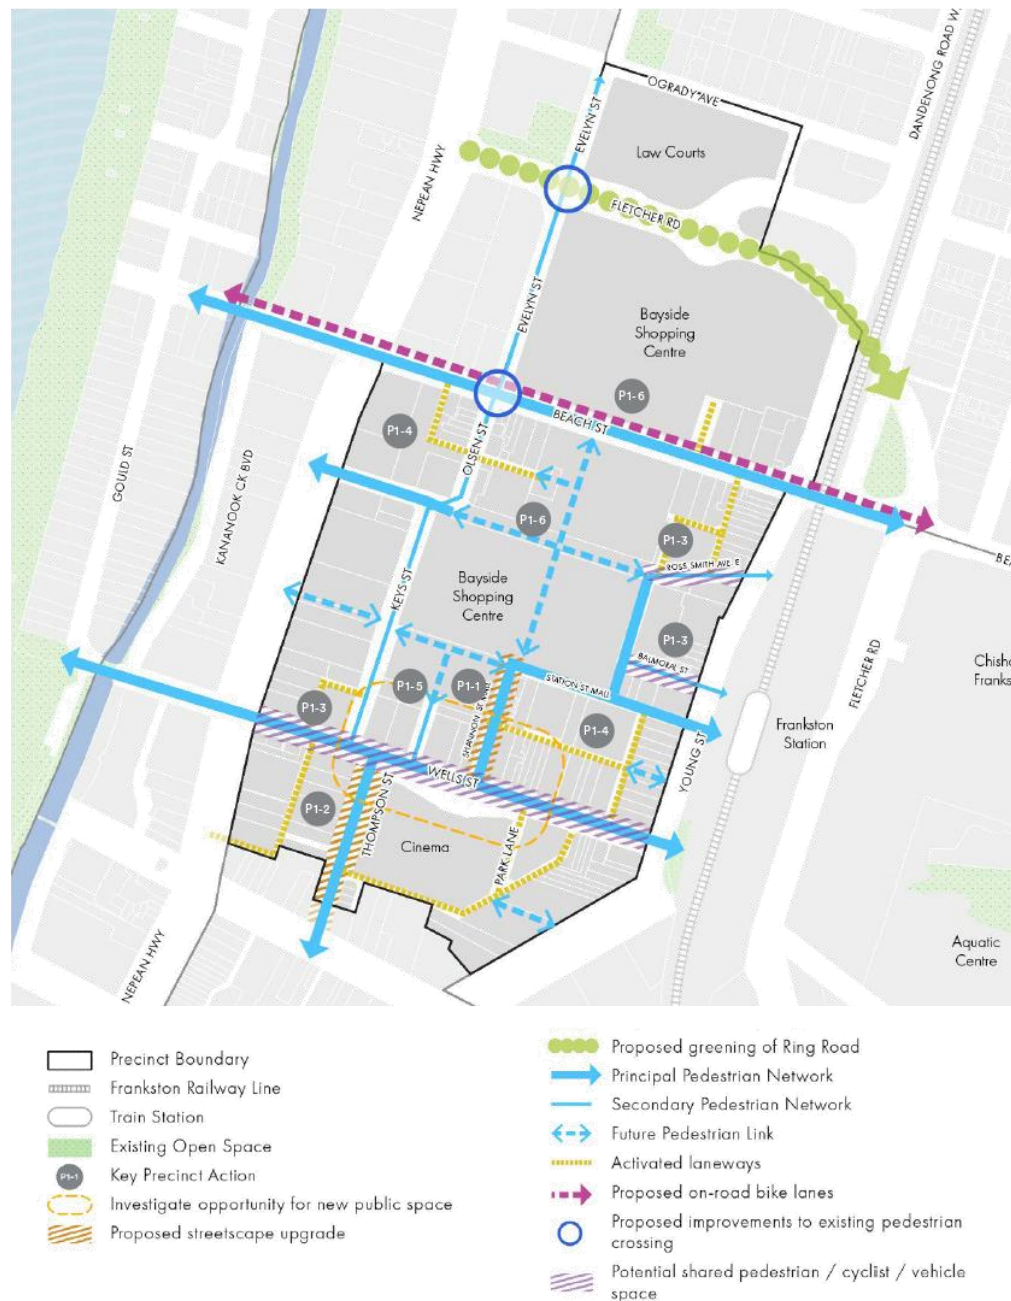 DANDENONG ROAD W
OGRADY AVE
EVELYN ST
Law Courts
NEPEAN HWY
FLETCHER RD
EVELYN ST
Bayside
Shopping
Centre
P1-6
BEACH ST
P1-4
OLSEN ST
GOULD ST
KANANOOK CK BVD
P1-6
P1-3
ROSS SMITH AVE E
BEA
KEYS ST
Bayside
Shopping
Centre
P1-3
BALMORAL ST
FLETCHER RD
Chisho
Franks
P1-5
P1-1
STATION ST MALL
SHANNON ST MALL
P1-3
P1-4
YOUNG ST
Frankston
Station
WELLS ST
P1-2
THOMPSON ST
Cinema
PARK LANE
NEPEAN HWY
Aquatic
Centre
Precinct Boundary
Frankston Railway Line
Train Station
Existing Open Space
P1-1
Key Precinct Action
Investigate opportunity for new public space
Proposed streetscape upgrade
Proposed greening of Ring Road
Principal Pedestrian Network
Secondary Pedestrian Network
Future Pedestrian Link
Activated laneways
Proposed on-road bike lanes
Proposed improvements to existing pedestrian
crossing
Potential shared pedestrian / cyclist / vehicle
space